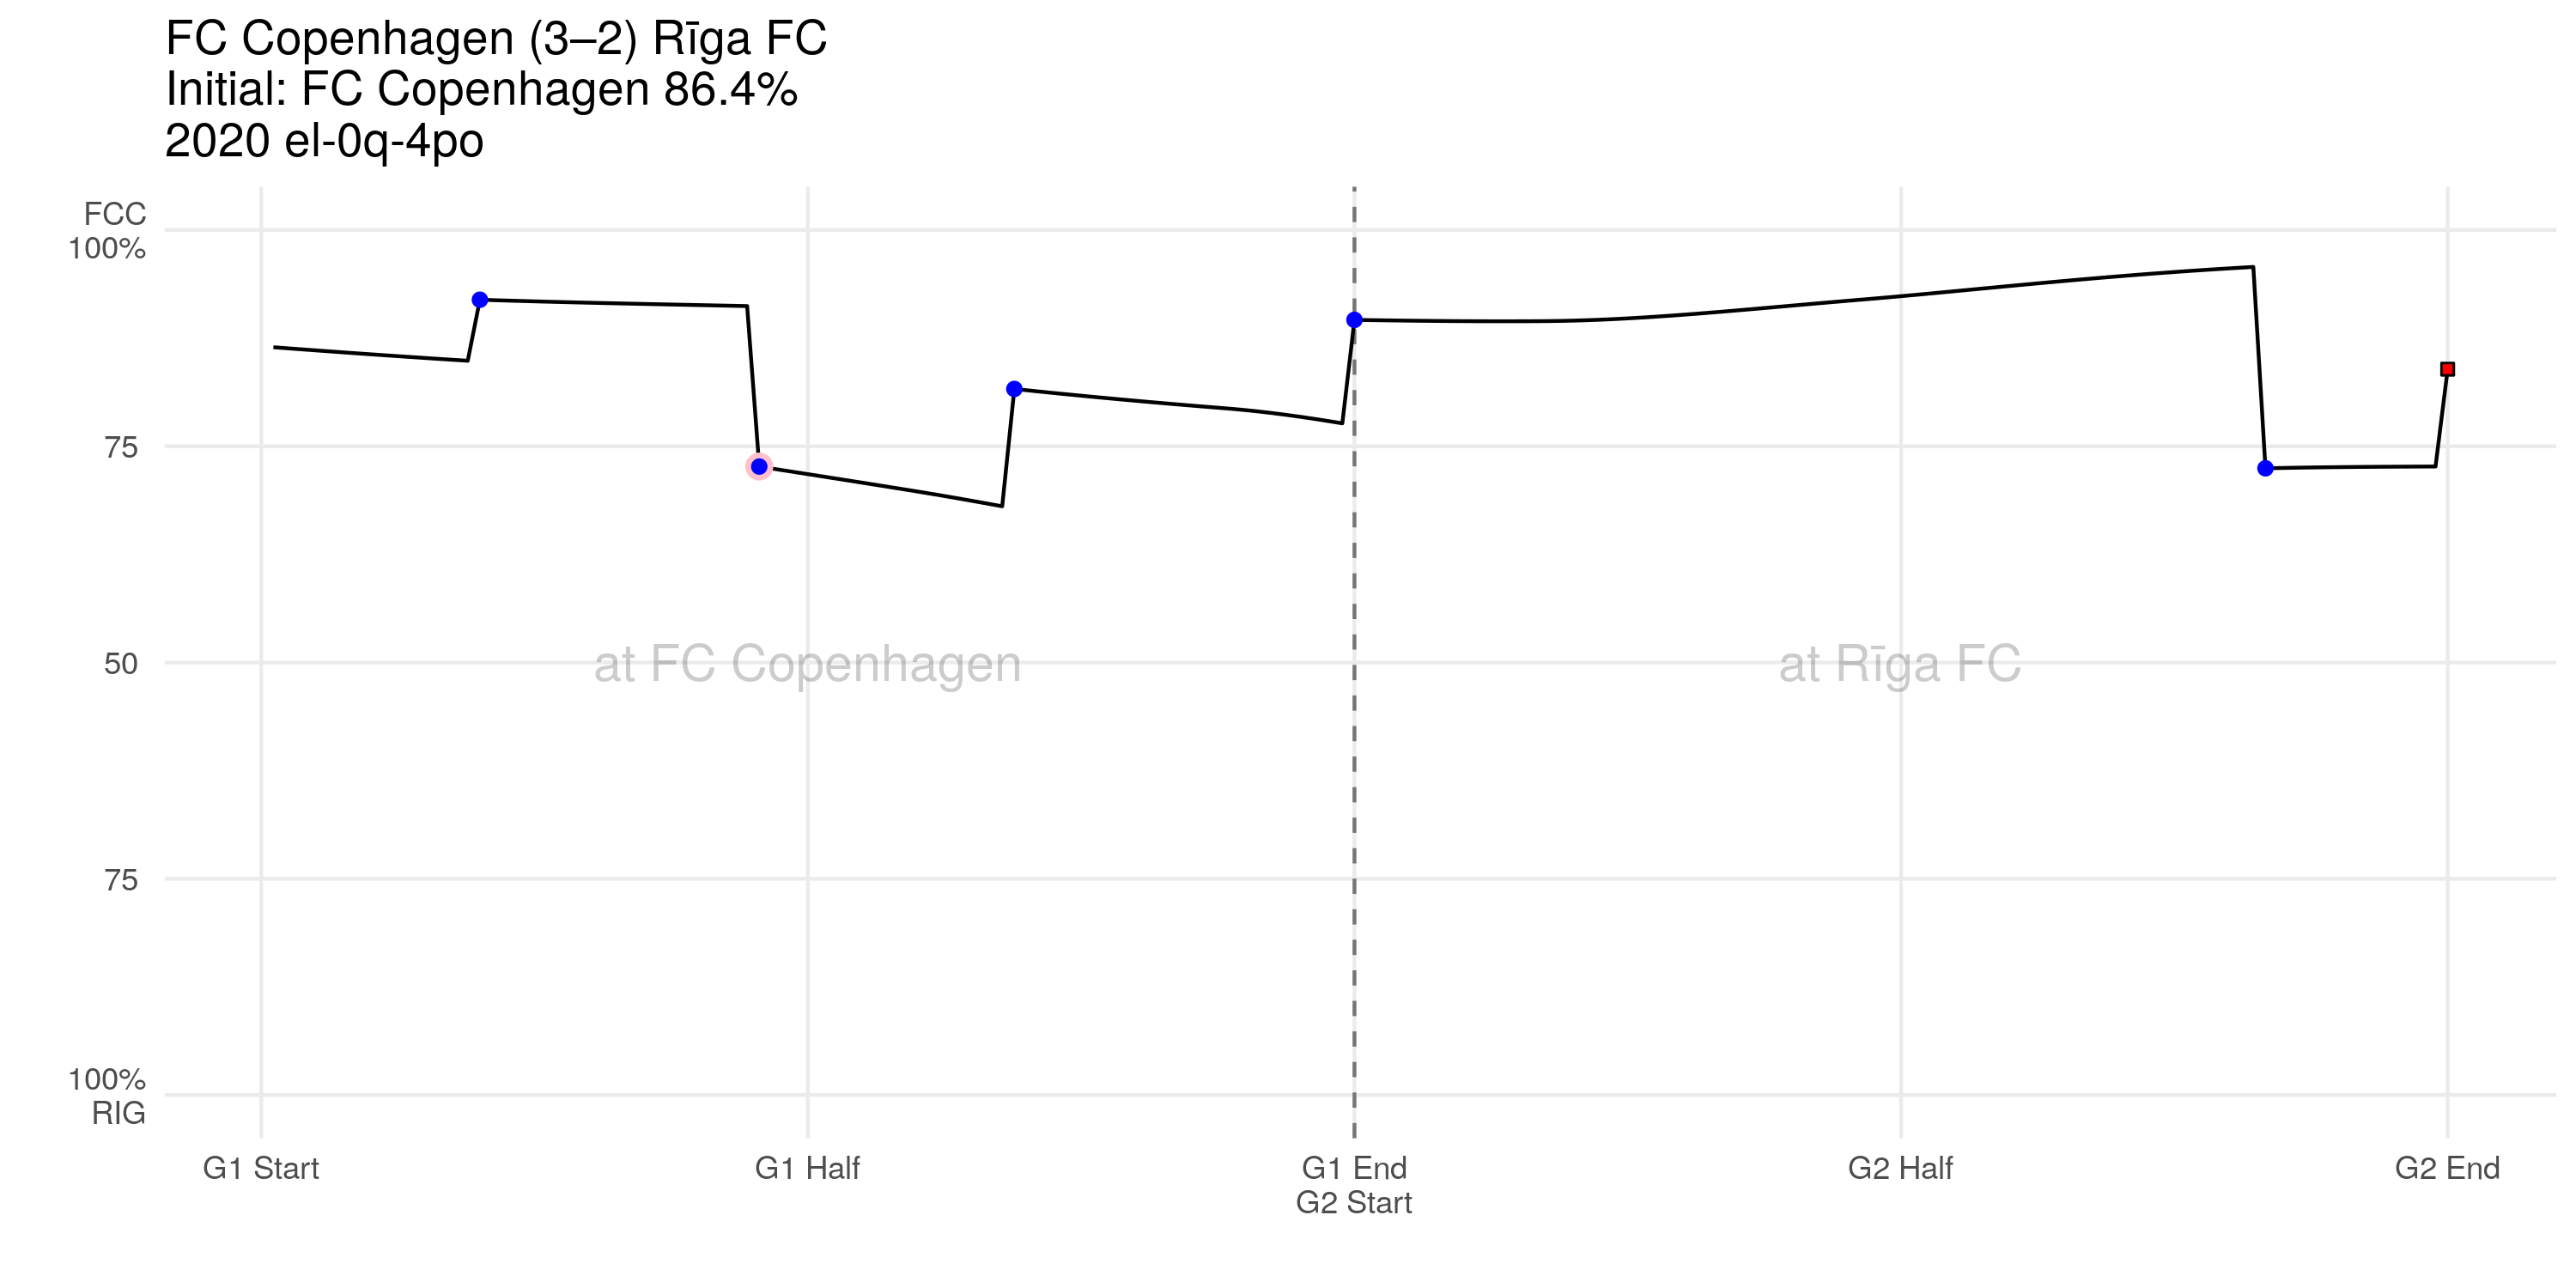 FC Copenhagen (3–2) Rīga FC
Initial: FC Copenhagen 86.4%
2020 el-0q-4po
FCC
100%
75
50
75
100%
RIG
at FC Copenhagen
at Rīga FC
G1 Start
G1 Half
G1 End
G2 Start
G2 Half
G2 End